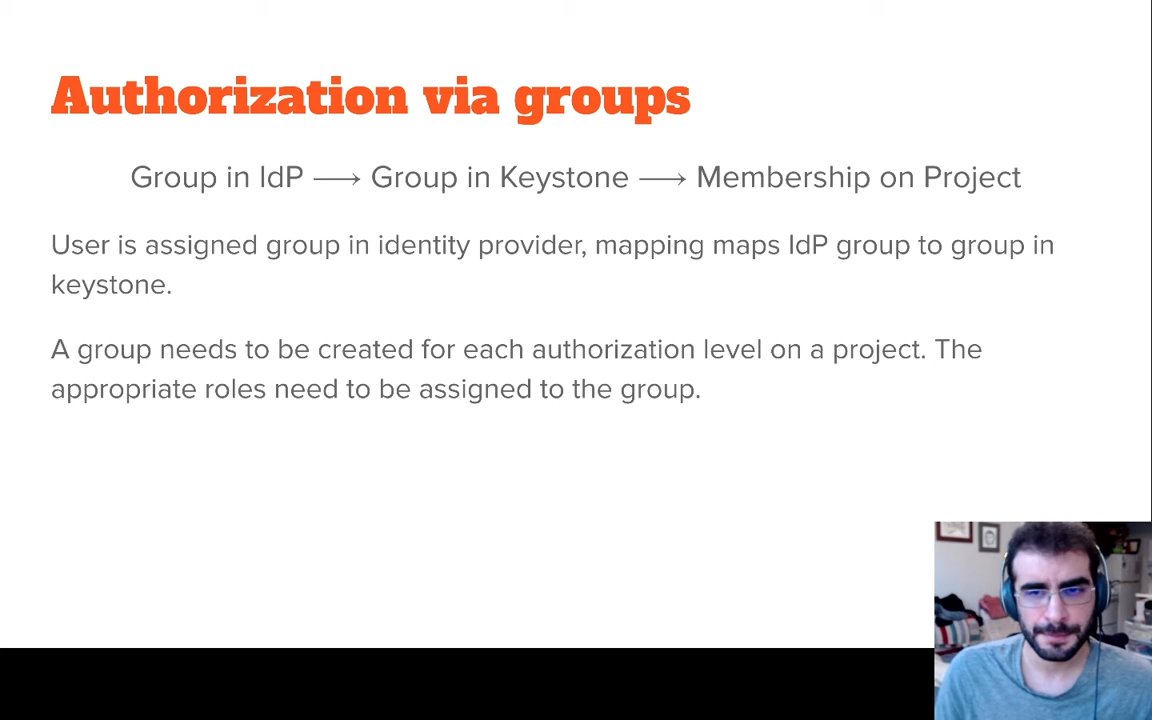 Authorization via groups
Group in IdP ⟶ Group in Keystone ⟶ Membership on Project
User is assigned group in identity provider, mapping maps IdP group to group in
keystone.
A group needs to be created for each authorization level on a project. The
appropriate roles need to be assigned to the group.